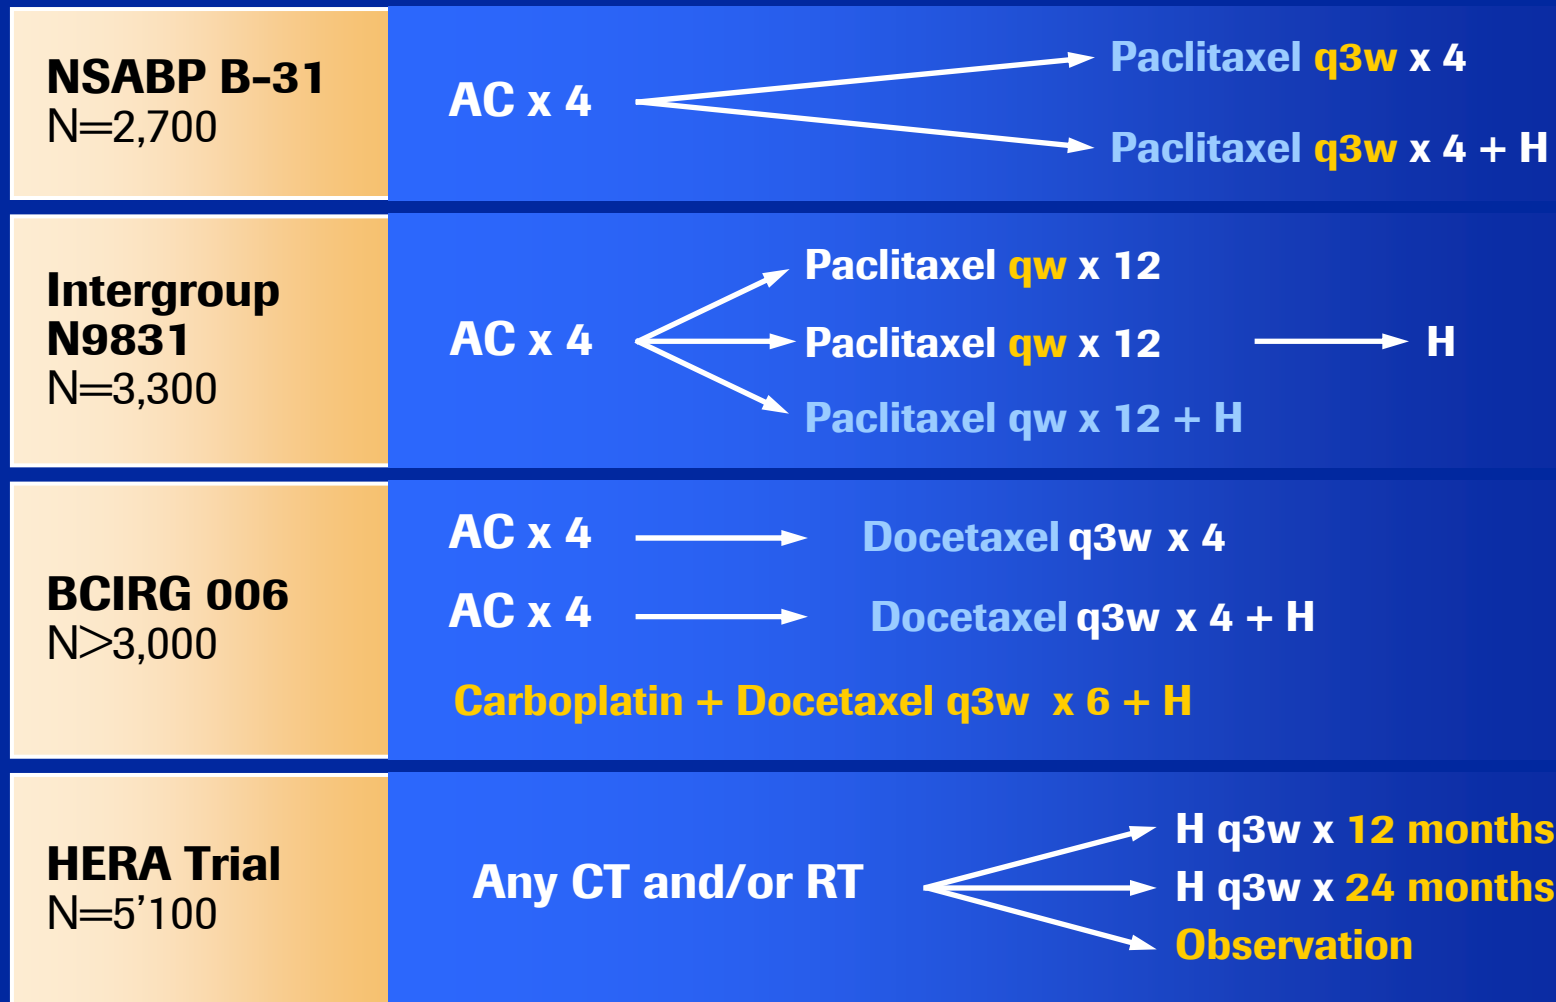 NSABP B-31
N=2,700
AC x 4
Paclitaxel q3w x 4
Paclitaxel q3w x 4 + H
Intergroup
N9831
N=3,300
AC x 4
Paclitaxel qw x 12
Paclitaxel qw x 12
H
Paclitaxel qw x 12 + H
BCIRG 006
N>3,000
AC x 4
Docetaxel q3w x 4
AC x 4
Docetaxel q3w x 4 + H
Carboplatin + Docetaxel q3w x 6 + H
HERA Trial
N=5’100
Any CT and/or RT
H q3w x 12 months
H q3w x 24 months
Observation